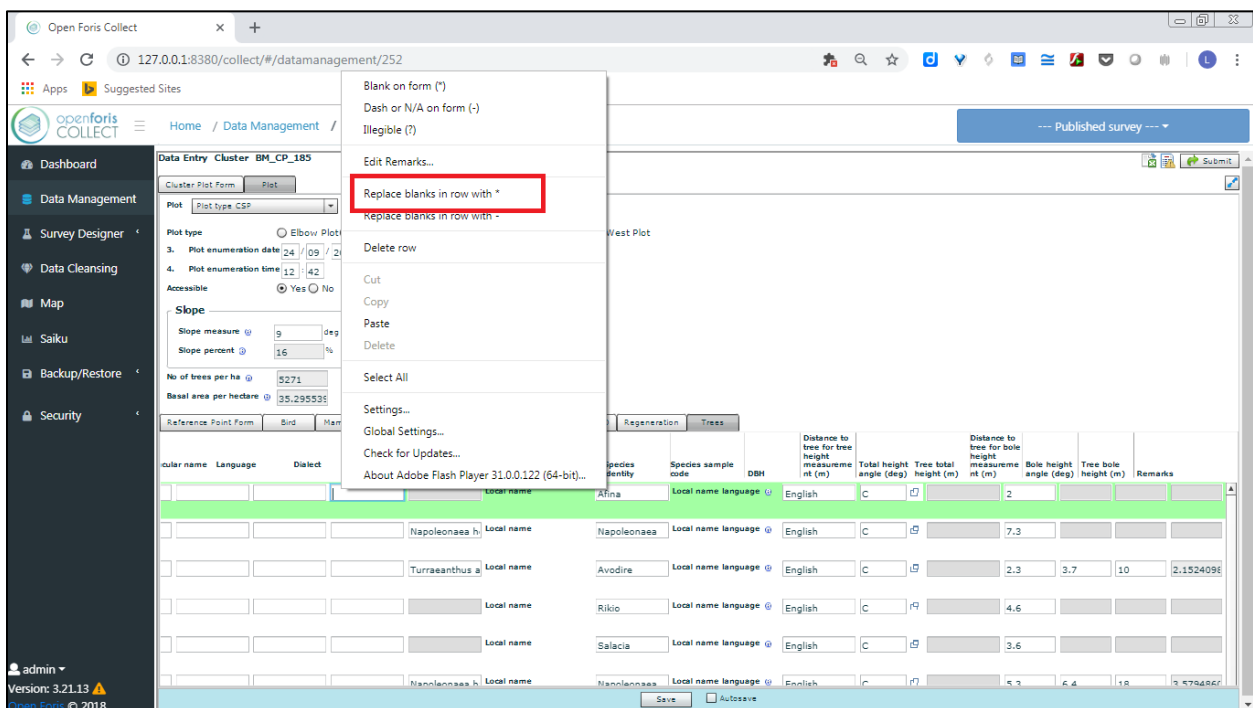 Open Foris Collect
127.0.0.1:8380/collect/#/datamanagement/252
L
Apps Suggested Sites
openforis
COLLECT
Home / Data Management /
--- Published survey ---
Dashboard
Data Management
Survey Designer
Data Cleansing
Map
Saiku
Backup/Restore
Security
admin
Version: 3.21.13
Open Foris © 2018
Data Entry Cluster BM_CP_185
Submit
Cluster Plot Form Plot
Plot Plot type CSP
Plot type Elbow Plot West Plot
3. Plot enumeration date 24 / 09 / 20
4. Plot enumeration time 12 : 42
Accessible Yes No
Slope
Slope measure 9 deg
Slope percent 16 %
No of trees per ha 5271
Basal area per hectare 35.295539
Blank on form (*)
Dash or N/A on form (-)
Illegible (?)
Edit Remarks...
Replace blanks in row with *
Replace blanks in row with -
Delete row
Cut
Copy
Paste
Delete
Select All
Settings...
Global Settings...
Check for Updates...
About Adobe Flash Player 31.0.0.122 (64-bit)...
Reference Point Form Bird Mam Regeneration Trees
cular name Language Dialect Species identity Species sample code DBH Distance to tree for tree height measureme nt (m) Total height angle (deg) Tree total height (m) Distance to tree for bole height measureme nt (m) Bole height angle (deg) Tree bole height (m) Remarks
Local name Afina Local name language English C 2
Napoleonaea h Local name Napoleonaea Local name language English C 7.3
Turraeanthus a Local name Avodire Local name language English C 2.3 3.7 10 2.1524098
Local name Rikio Local name language English C 4.6
Local name Salacia Local name language English C 3.6
Napoleonaea h Local name Napoleonaea Local name language English C 5.3 6.4 18
Save Autosave